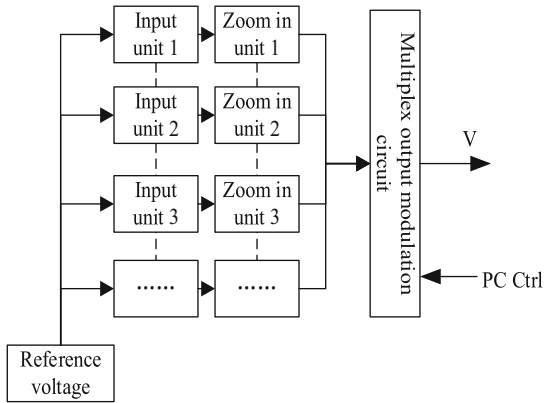 Input
unit 1
Zoom in
unit 1
Input
unit 2
Zoom in
unit 2
Input
unit 3
Zoom in
unit 3
......
......
Multiplex output modulation
circuit
V
PC Ctrl
Reference
voltage